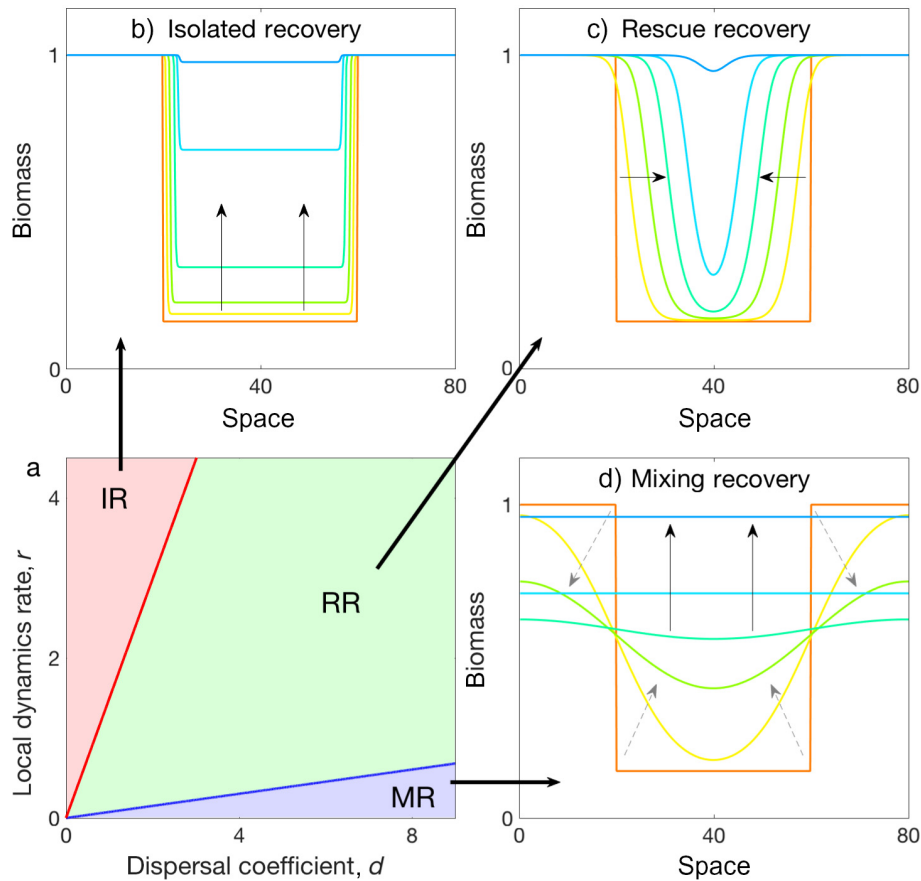 b) Isolated recovery
1
Biomass
0
0
40
80
Space
c) Rescue recovery
1
Biomass
0
0
40
80
Space
a
4
IR
RR
2
Local dynamics rate, r
MR
0
0
4
8
Dispersal coefficient, d
d) Mixing recovery
1
Biomass
0
0
40
80
Space